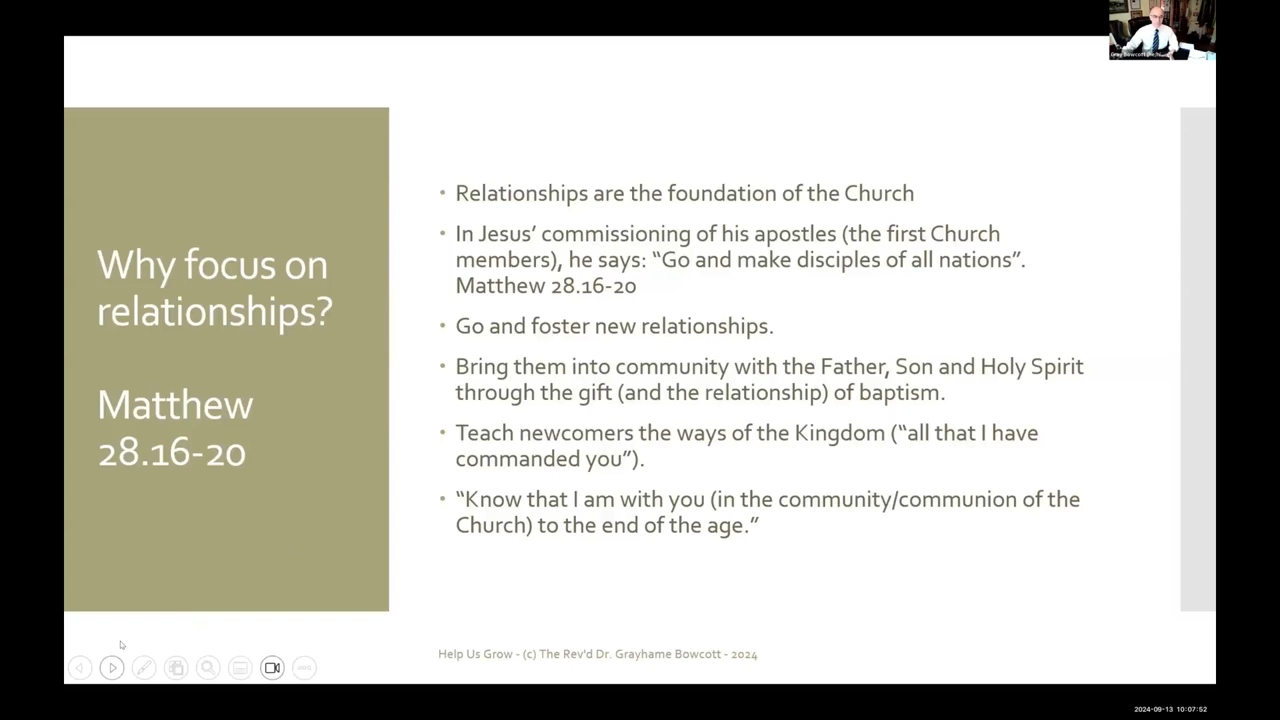 Why focus on
relationships?
Matthew
28.16-20
• Relationships are the foundation of the Church
• In Jesus’ commissioning of his apostles (the first Church
members), he says: “Go and make disciples of all nations”.
Matthew 28.16-20
• Go and foster new relationships.
• Bring them into community with the Father, Son and Holy Spirit
through the gift (and the relationship) of baptism.
• Teach newcomers the ways of the Kingdom (“all that I have
commanded you”).
• “Know that I am with you (in the community/communion of the
Church) to the end of the age.”
Help Us Grow - (c) The Rev'd Dr. Grayhame Bowcott - 2024
2024-09-13 10:07:52